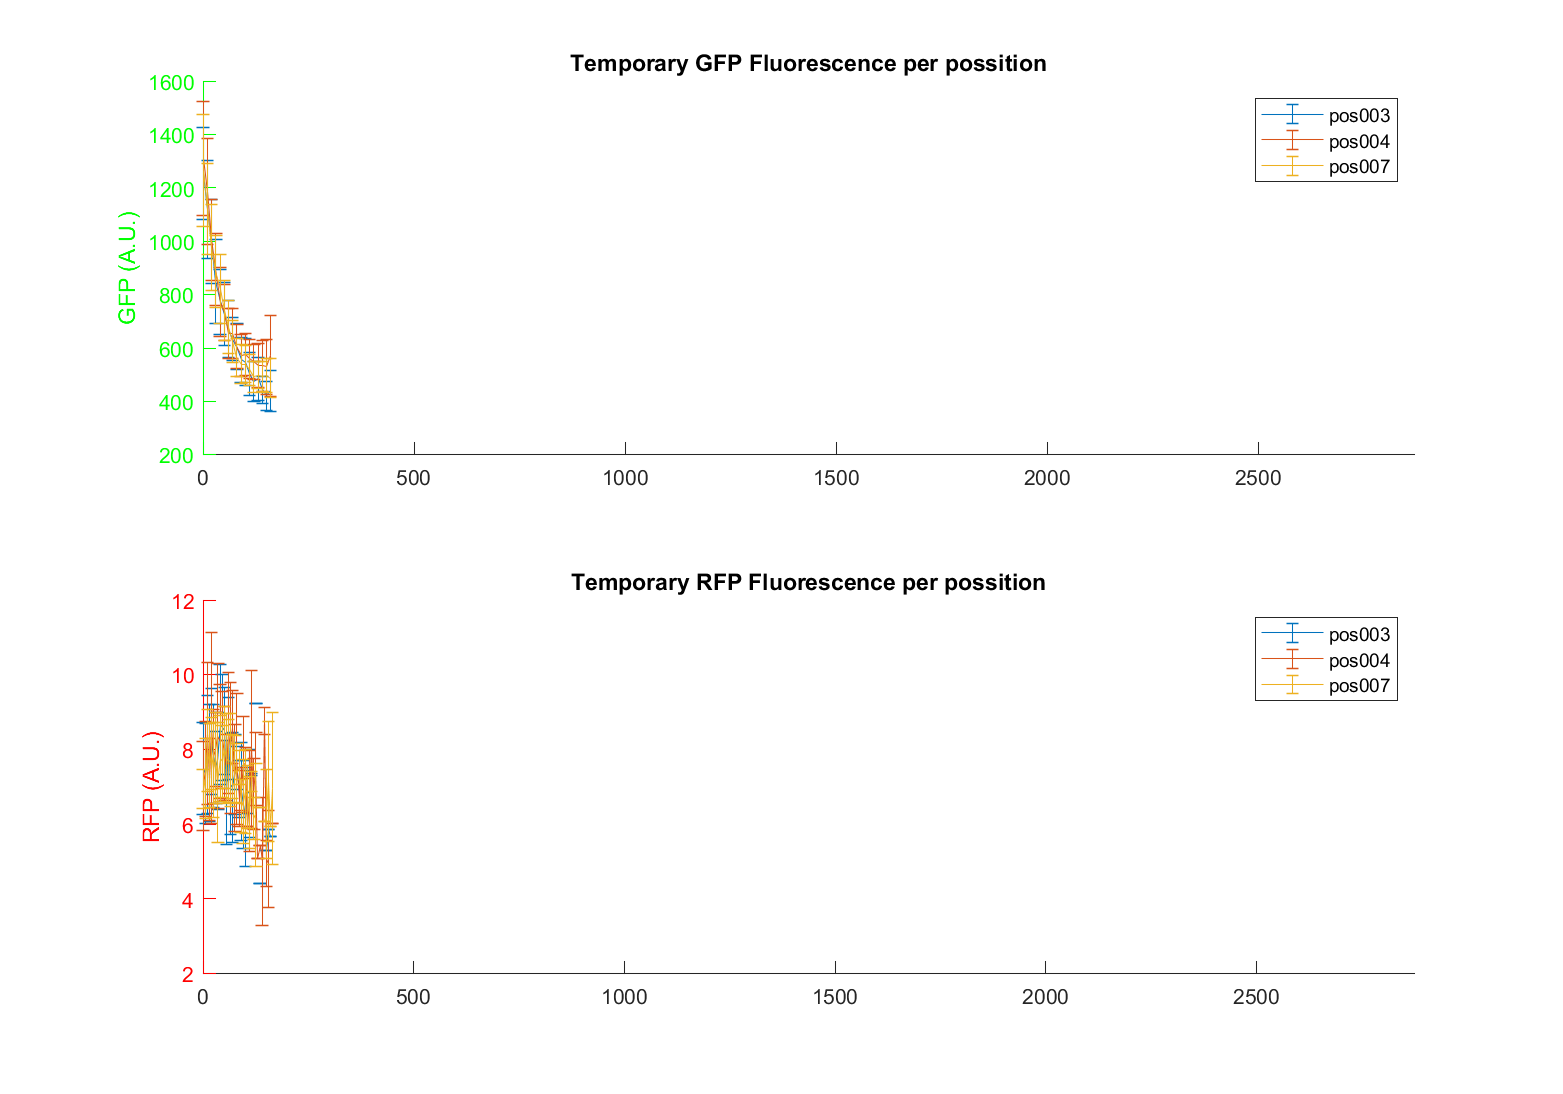 Temporary GFP Fluorescence per possition
1600
1400
1200
1000
800
600
400
200
GFP (A.U.)
pos003
pos004
pos007
0 500 1000 1500 2000 2500
Temporary RFP Fluorescence per possition
12
10
8
6
4
2
RFP (A.U.)
pos003
pos004
pos007
0 500 1000 1500 2000 2500